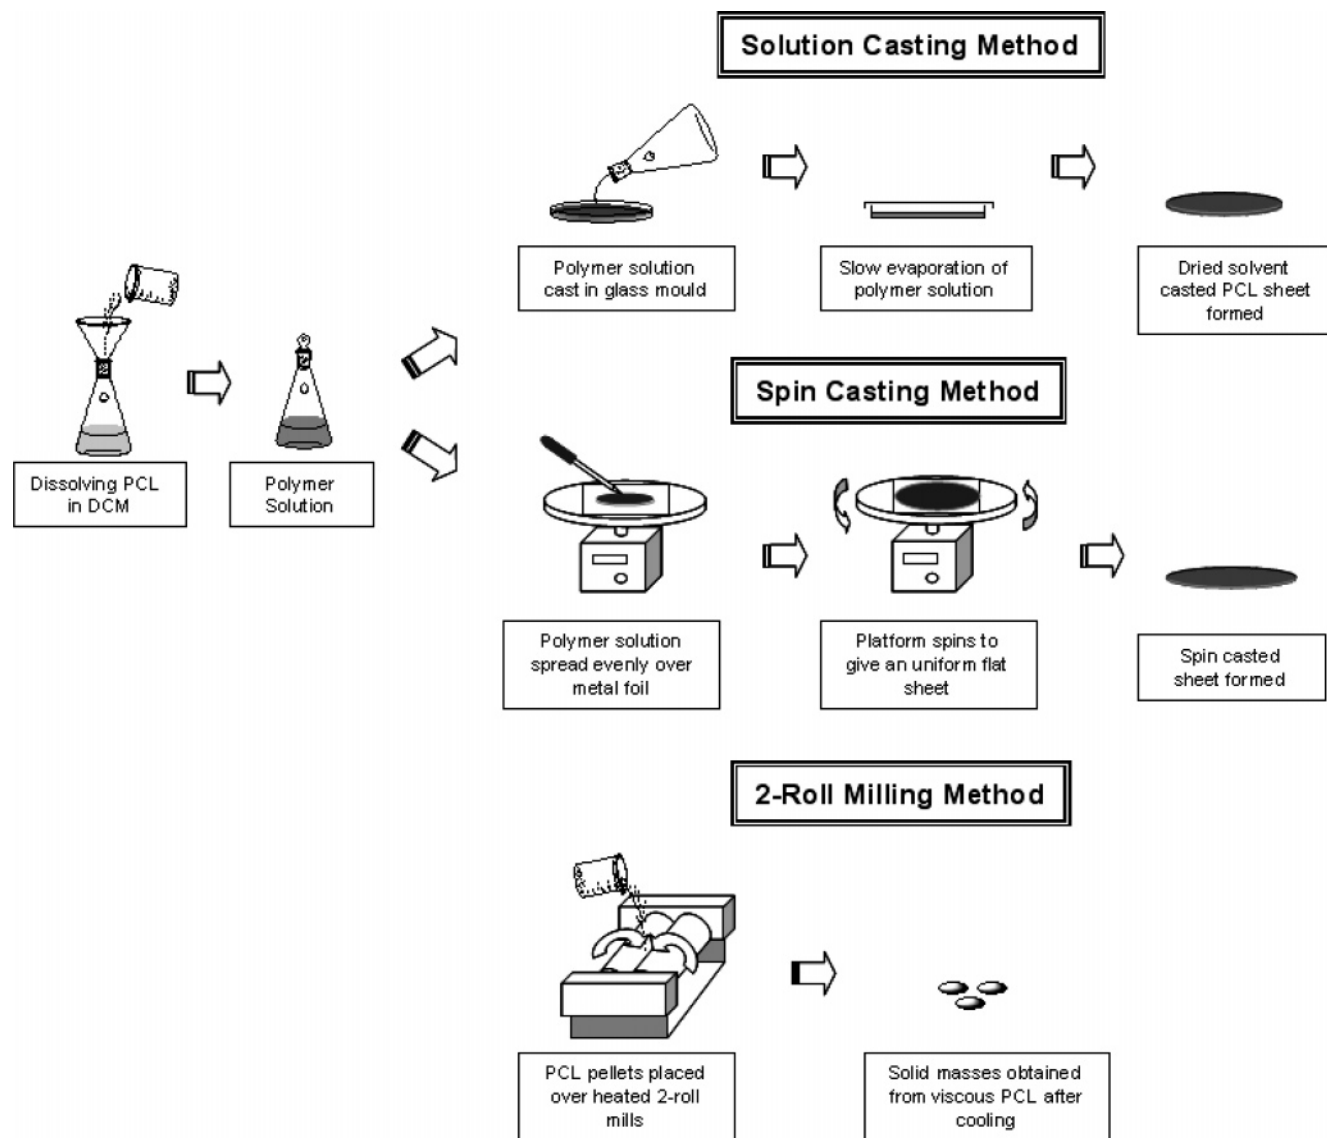 Solution Casting Method
Polymer solution
cast in glass mould
Slow evaporation of
polymer solution
Dried solvent
casted PCL sheet
formed
Dissolving PCL
in DCM
Polymer
Solution
Spin Casting Method
Polymer solution
spread evenly over
metal foil
Platform spins to
give an uniform flat
sheet
Spin casted
sheet formed
2-Roll Milling Method
PCL pellets placed
over heated 2-roll
mills
Solid masses obtained
from viscous PCL after
cooling